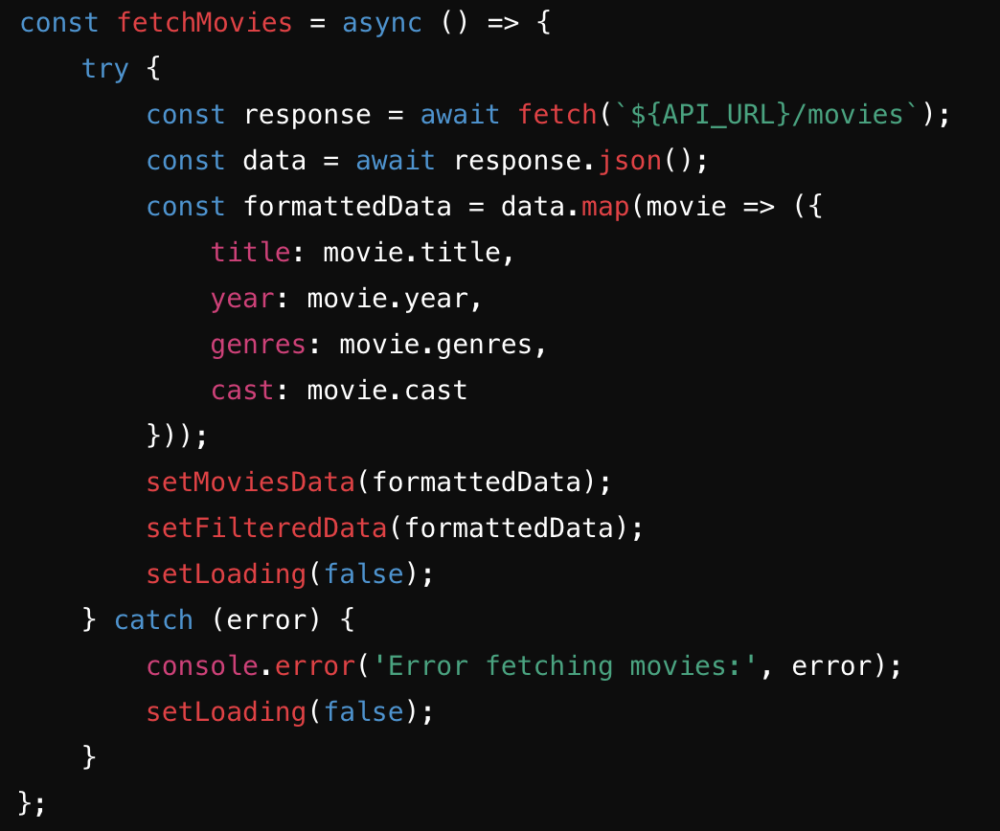 const fetchMovies = async () => {
    try {
        const response = await fetch(`${API_URL}/movies`);
        const data = await response.json();
        const formattedData = data.map(movie => ({
            title: movie.title,
            year: movie.year,
            genres: movie.genres,
            cast: movie.cast
        }));
        setMoviesData(formattedData);
        setFilteredData(formattedData);
        setLoading(false);
    } catch (error) {
        console.error('Error fetching movies:', error);
        setLoading(false);
    }
};